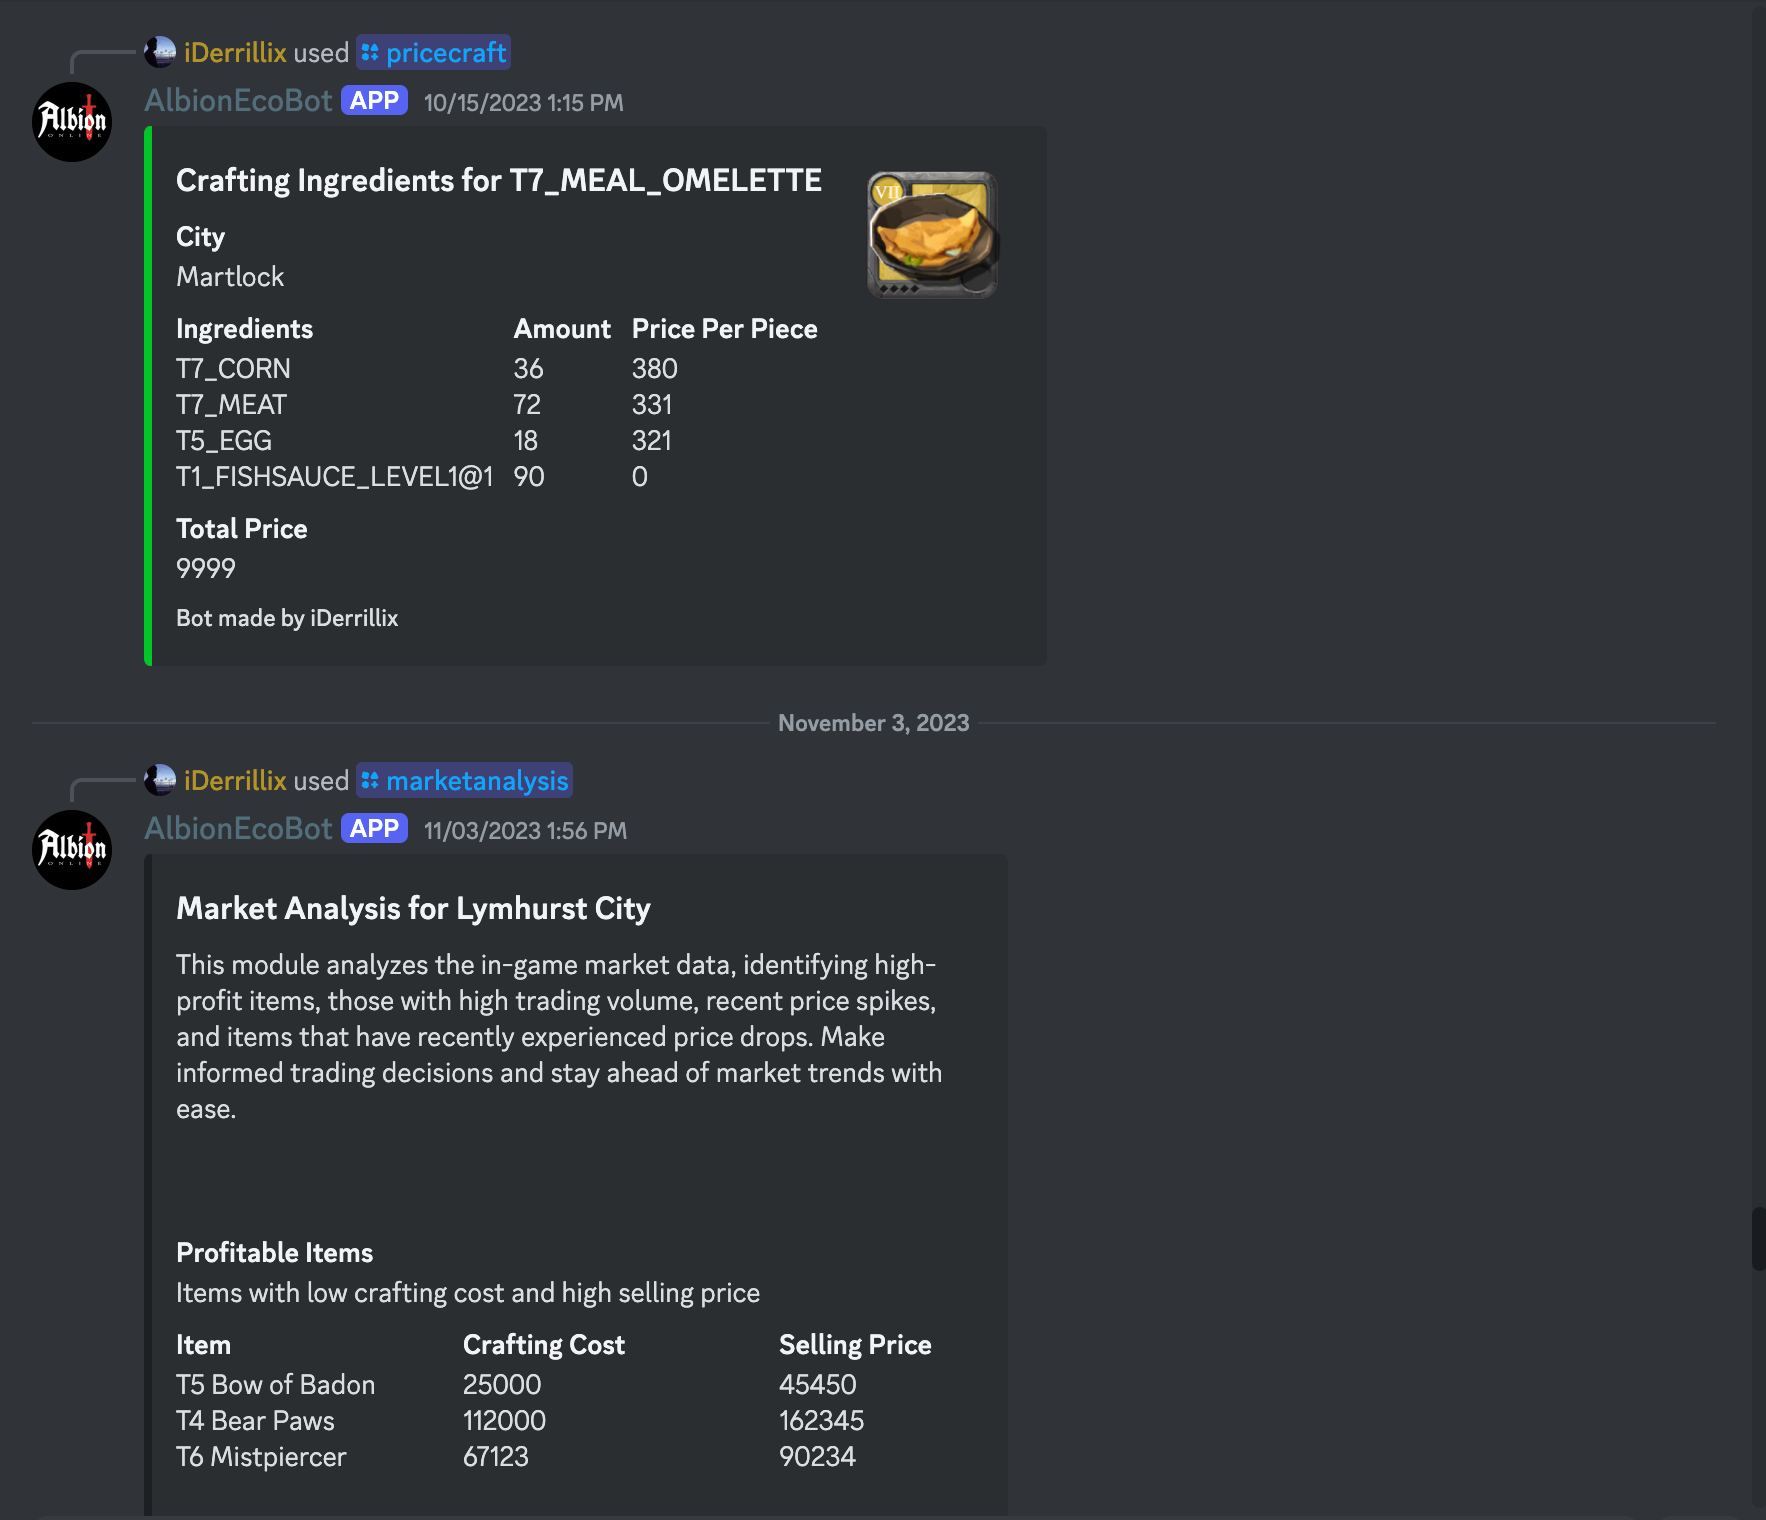 iDerrillix used pricecraft
Albion
ONLINE
AlbionEcoBot APP 10/15/2023 1:15 PM
Crafting Ingredients for T7_MEAL_OMELETTE
VII
City
Martlock
Ingredients Amount Price Per Piece
T7_CORN 36 380
T7_MEAT 72 331
T5_EGG 18 321
T1_FISHSAUCE_LEVEL1@1 90 0
Total Price
9999
Bot made by iDerrillix
November 3, 2023
iDerrillix used marketanalysis
Albion
ONLINE
AlbionEcoBot APP 11/03/2023 1:56 PM
Market Analysis for Lymhurst City
This module analyzes the in-game market data, identifying high-
profit items, those with high trading volume, recent price spikes,
and items that have recently experienced price drops. Make
informed trading decisions and stay ahead of market trends with
ease.
Profitable Items
Items with low crafting cost and high selling price
Item Crafting Cost Selling Price
T5 Bow of Badon 25000 45450
T4 Bear Paws 112000 162345
T6 Mistpiercer 67123 90234